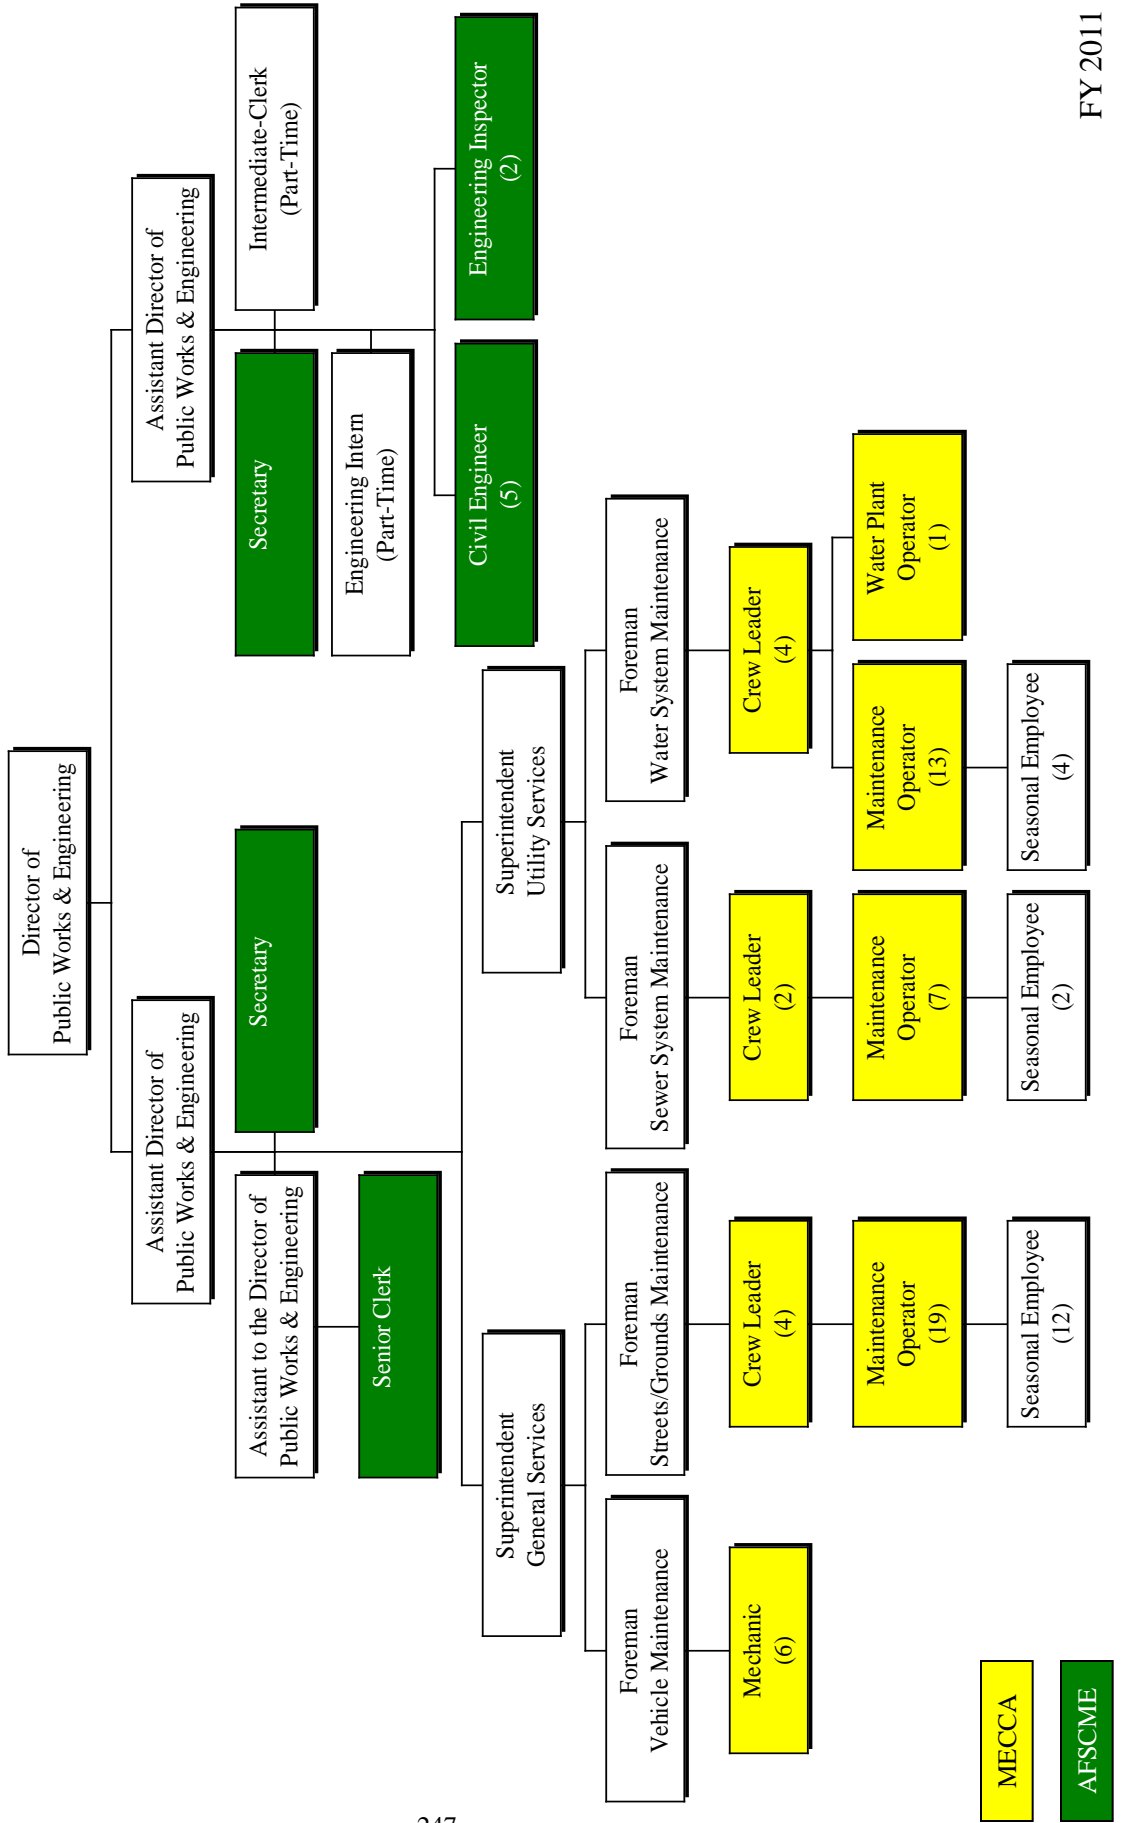 Director of
Public Works & Engineering
Assistant Director of
Public Works & Engineering
Assistant Director of
Public Works & Engineering
Assistant to the Director of
Public Works & Engineering
Secretary
Secretary
Intermediate-Clerk
(Part-Time)
Senior Clerk
Engineering Intern
(Part-Time)
Civil Engineer
(5)
Engineering Inspector
(2)
Superintendent
General Services
Superintendent
Utility Services
Foreman
Vehicle Maintenance
Foreman
Streets/Grounds Maintenance
Foreman
Sewer System Maintenance
Foreman
Water System Maintenance
Mechanic
(6)
Crew Leader
(4)
Crew Leader
(2)
Crew Leader
(4)
Maintenance
Operator
(19)
Maintenance
Operator
(7)
Maintenance
Operator
(13)
Water Plant
Operator
(1)
Seasonal Employee
(12)
Seasonal Employee
(2)
Seasonal Employee
(4)
MECCA
AFSCME
FY 2011